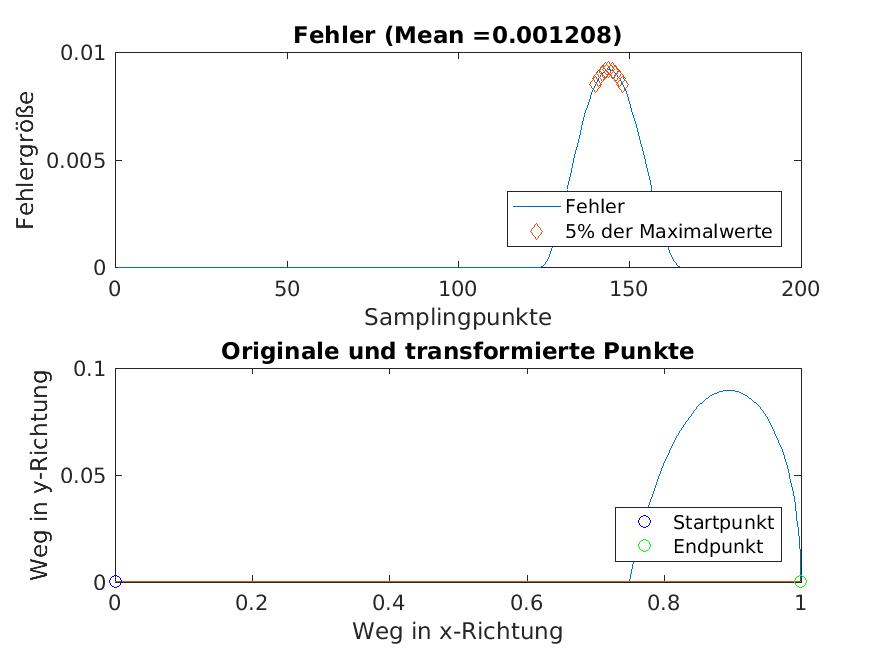 Fehler (Mean =0.001208)
0.01
0.005
0
Fehlergröße
Fehler
5% der Maximalwerte
0 50 100 150 200
Samplingpunkte
Originale und transformierte Punkte
0.1
0.05
0
Weg in y-Richtung
Startpunkt
Endpunkt
0 0.2 0.4 0.6 0.8 1
Weg in x-Richtung